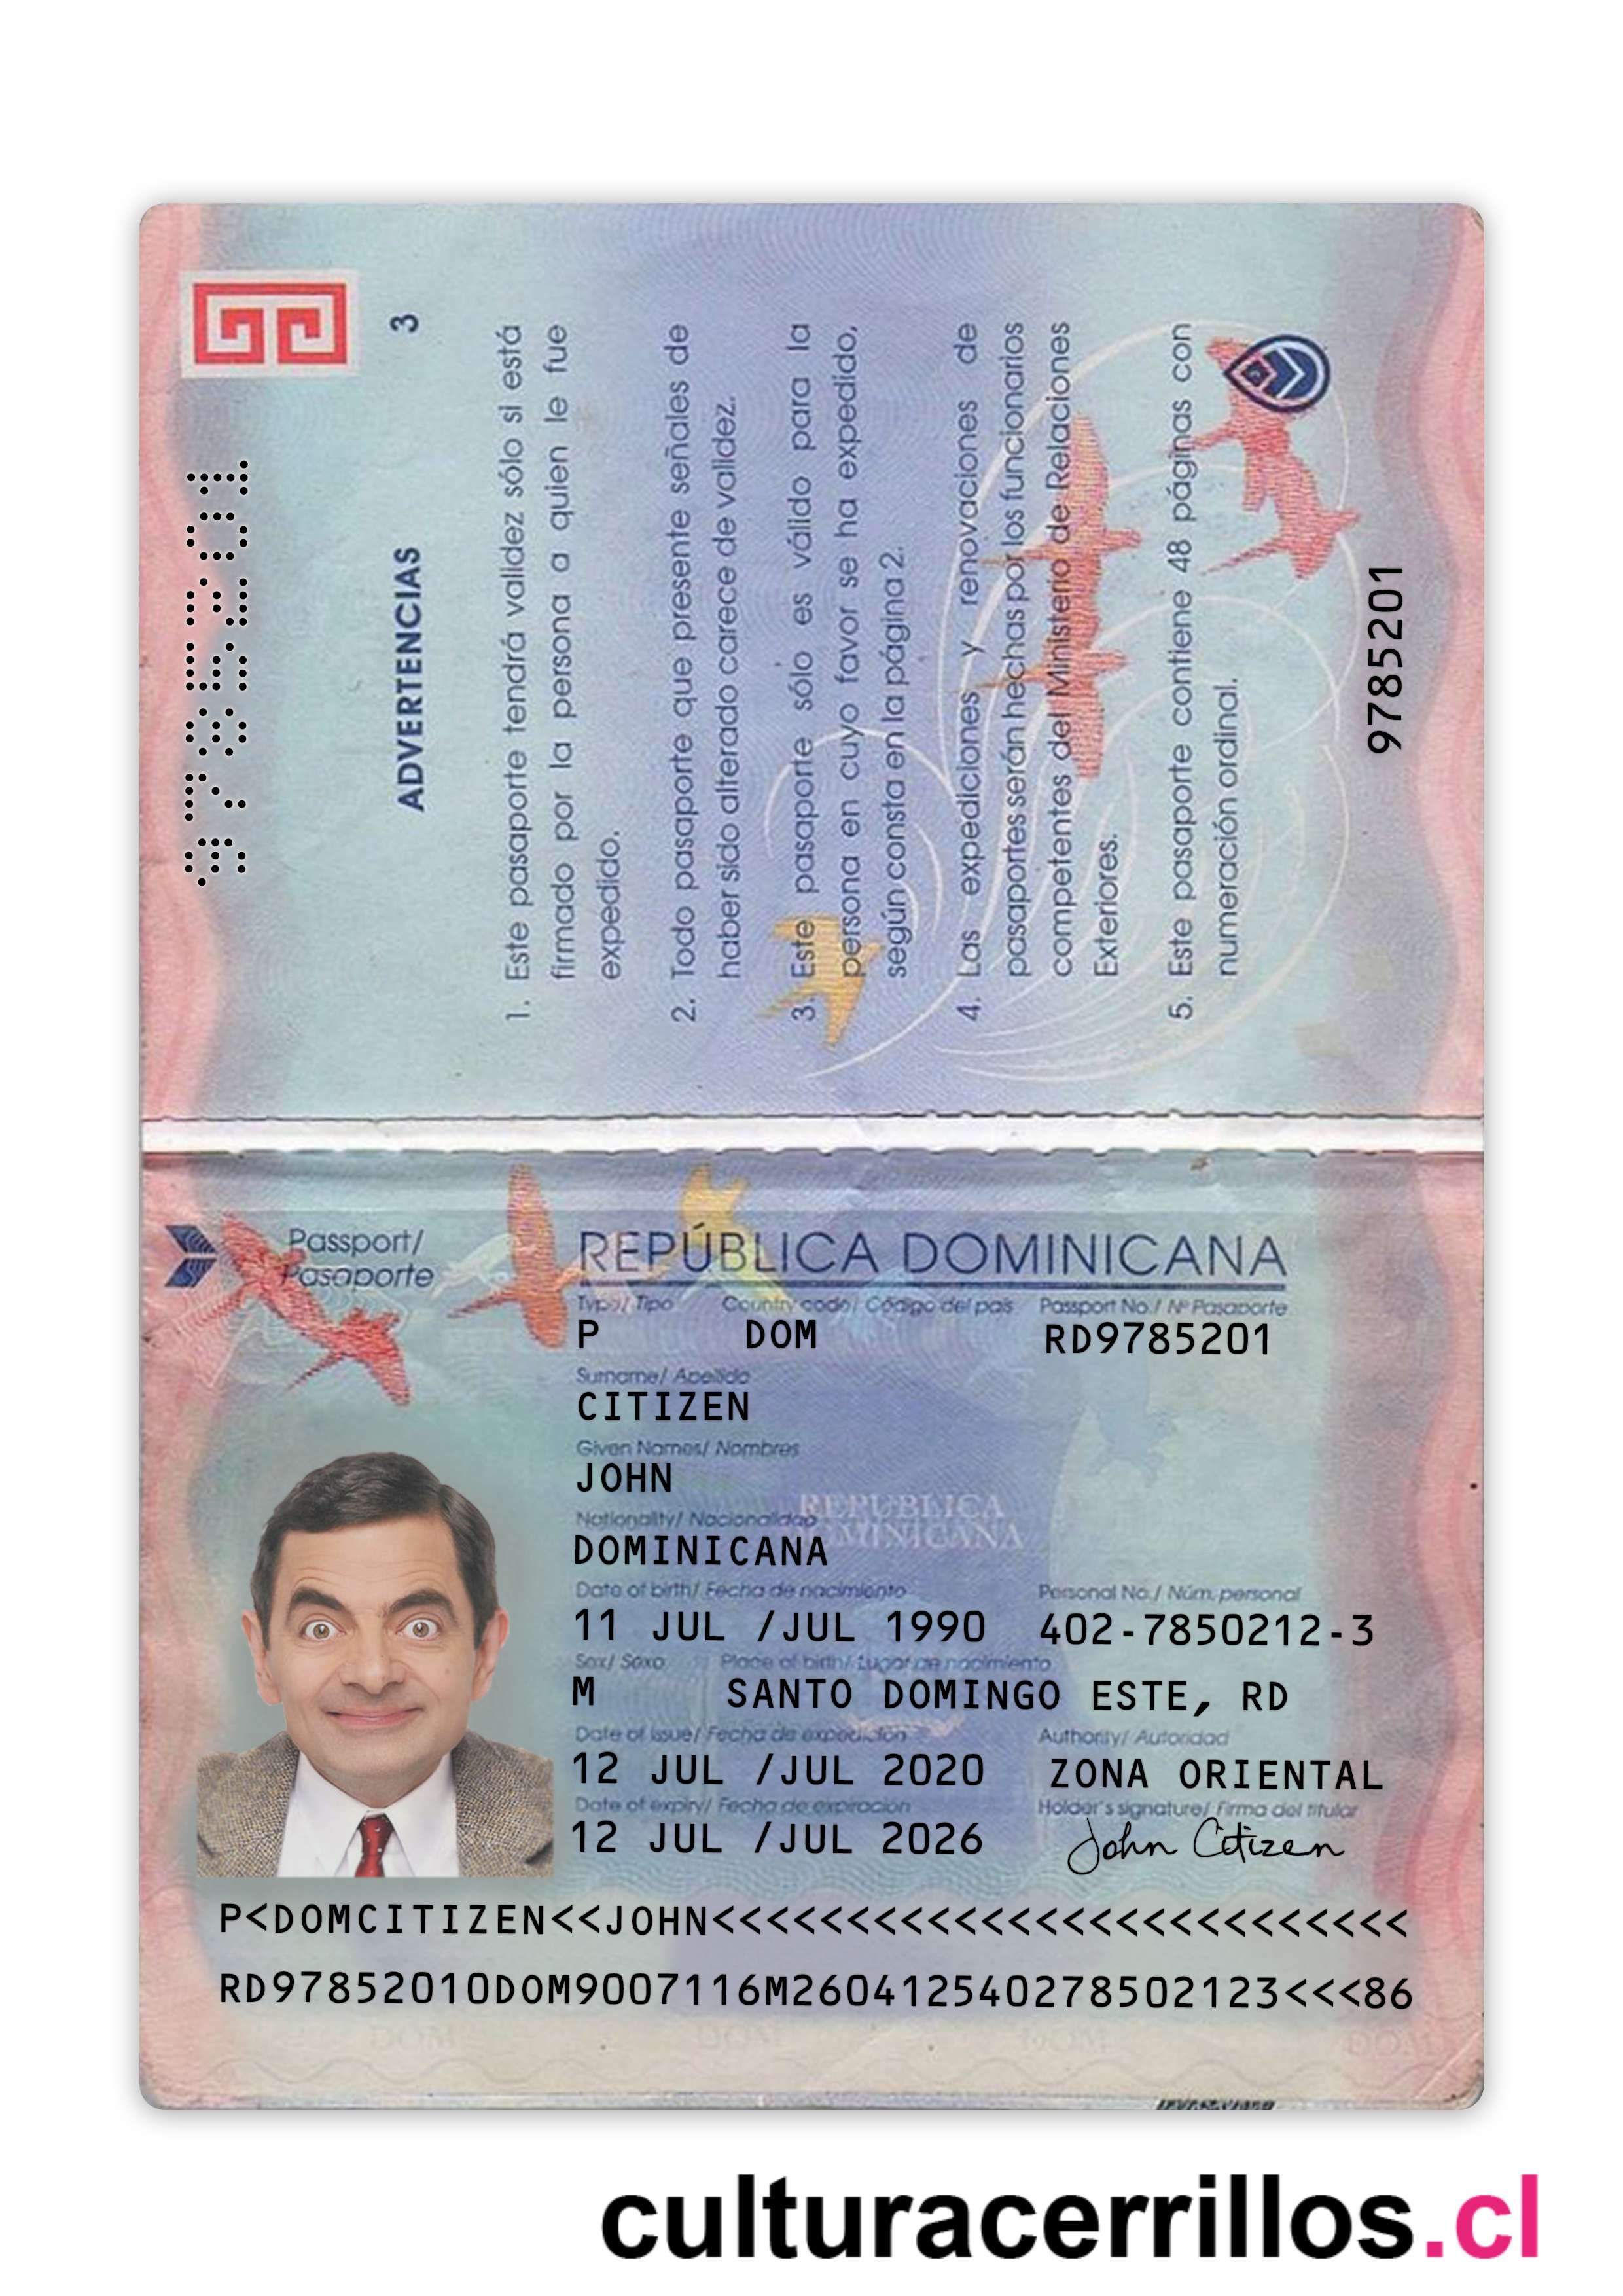 9785201
3
ADVERTENCIAS
1. Este pasaporte tendrá validez sólo si está
firmado por la persona a quien le fue
expedido.
2. Todo pasaporte que presente señales de
haber sido alterado carece de validez.
3. Este pasaporte sólo es válido para la
persona en cuyo favor se ha expedido,
según consta en la página 2.
4. Las expediciones y renovaciones de
pasaportes serán hechas por los funcionarios
competentes del Ministerio de Relaciones
Exteriores.
5. Este pasaporte contiene 48 páginas con
numeración ordinal.
9785201
Passport/
Pasaporte
REPÚBLICA DOMINICANA
Type/ Tipo Country code/ Código del país Passport No./ Nº Pasaporte
P DOM RD9785201
Surname/ Apellido
CITIZEN
Given Names/ Nombres
JOHN
REPUBLICA
DOMINICANA
Nationality/ Nacionalidad
DOMINICANA
Date of birth/ Fecha de nacimiento Personal No./ Núm. personal
11 JUL /JUL 1990 402-7850212-3
Sex/ Sexo Place of birth/ Lugar de nacimiento
M SANTO DOMINGO ESTE, RD
Date of issue/ Fecha de expedición Authority/ Autoridad
12 JUL /JUL 2020 ZONA ORIENTAL
Date of expiry/ Fecha de expiración Holder's signature/ Firma del titular
12 JUL /JUL 2026 John Citizen
P<DOMCITIZEN<<JOHN<<<<<<<<<<<<<<<<<<<<<<<<<<
RD97852010DOM9007116M260412540278502123<<<86
culturacerrillos.cl